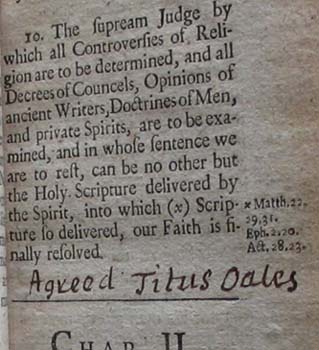 10. The ſupream Judge by
which all Controverſies of Reli-
gion are to be determined, and all
Decrees of Councels, Opinions of
ancient Writers, Doctrines of Men,
and private Spirits, are to be exa-
mined, and in whoſe ſentence we
are to reſt, can be no other but
the Holy Scripture delivered by
the Spirit, into which (x) Scrip-
ture ſo delivered, our Faith is fi-
nally reſolved.
x Matth. 22.
29, 31.
Eph. 2. 20.
Act. 28. 23.
Agreed Titus Oates
CHAP. II.